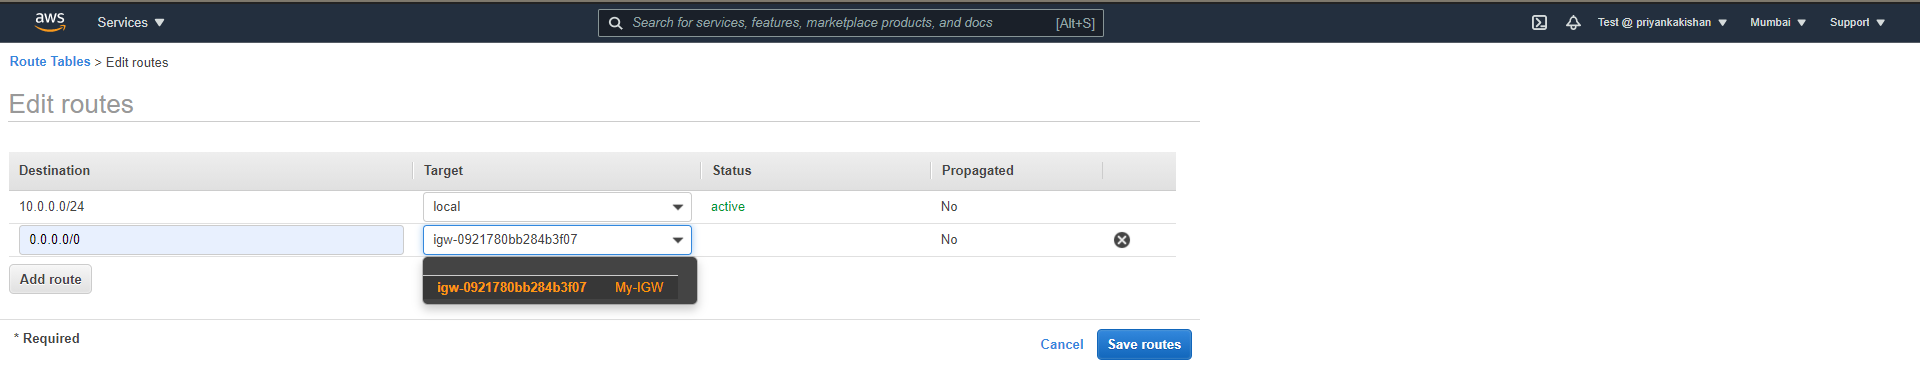 aws Services Search for services, features, marketplace products, and docs [Alt+S] Test @ priyankakishan Mumbai Support
Route Tables > Edit routes
Edit routes
Destination Target Status Propagated
10.0.0.0/24 local active No
0.0.0.0/0 igw-0921780bb284b3f07 No
Add route
igw-0921780bb284b3f07 My-IGW
* Required
Cancel Save routes